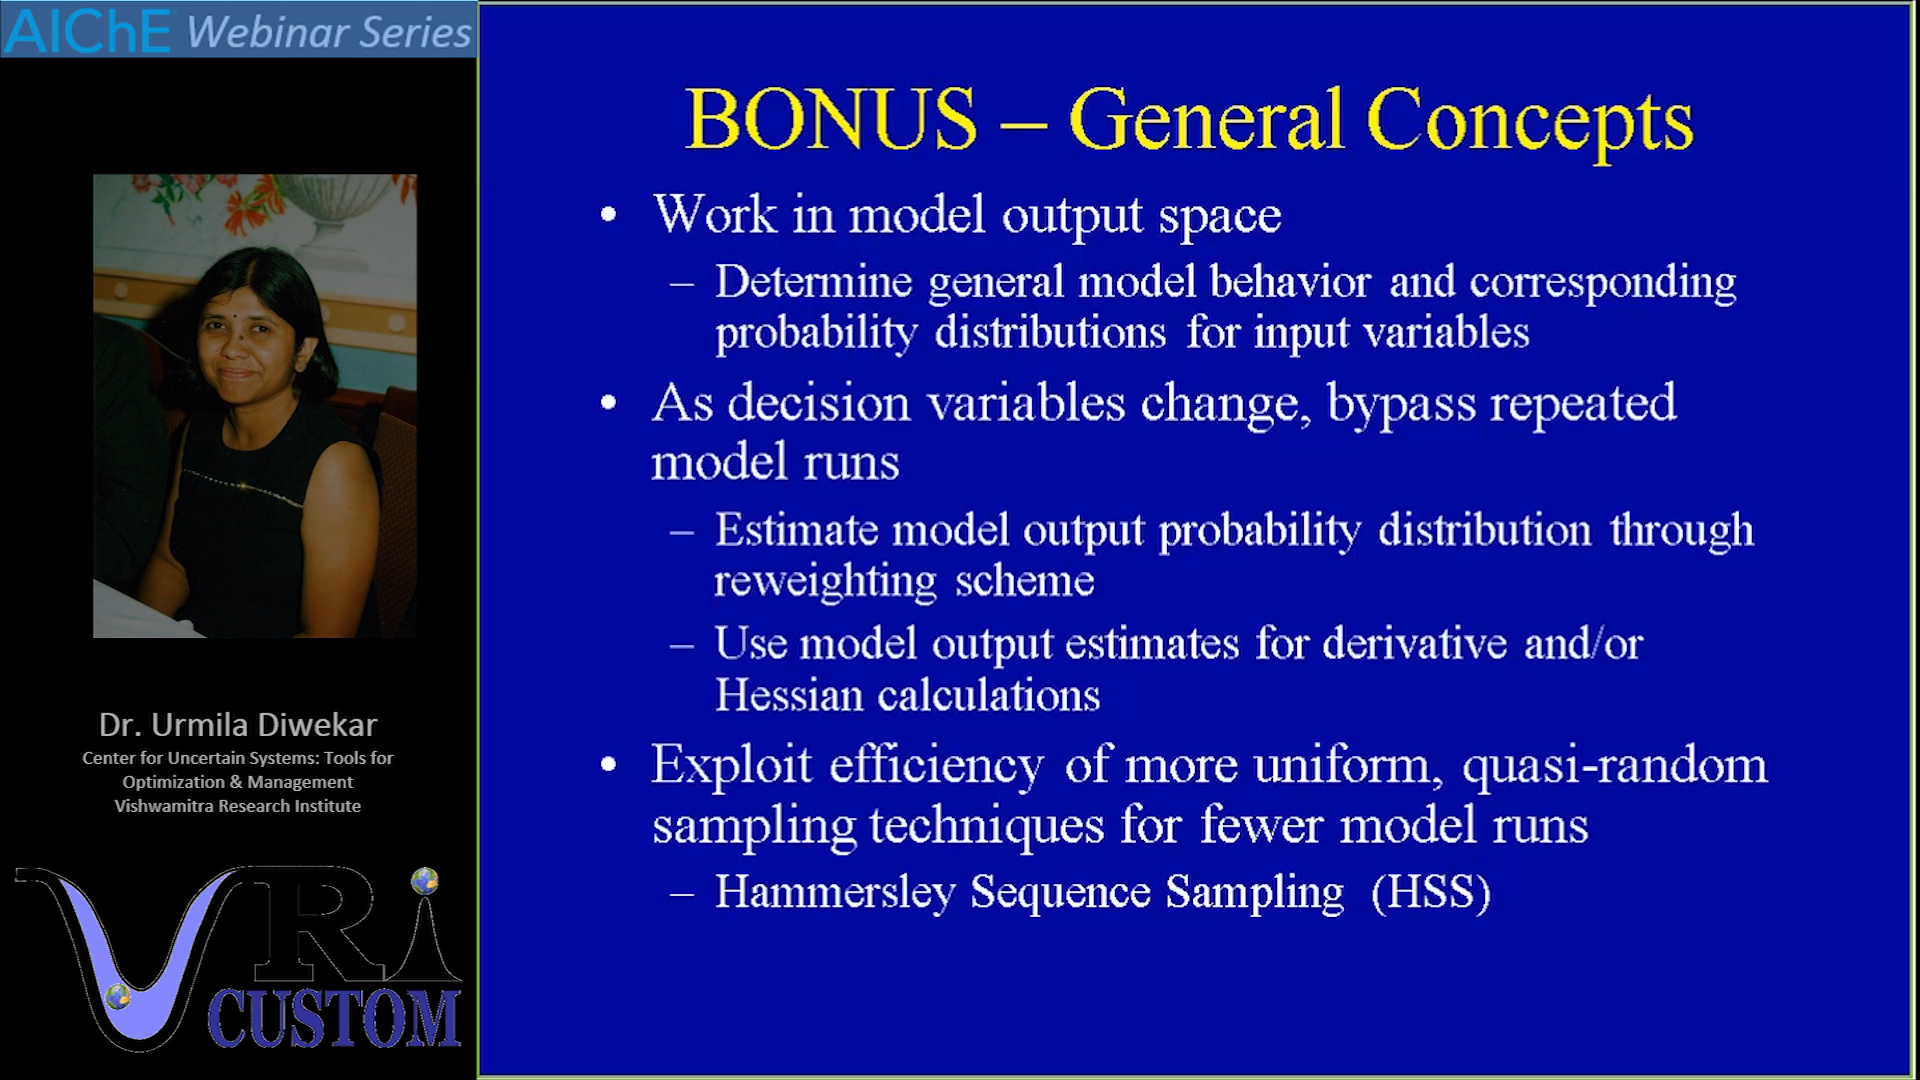 AIChE Webinar Series
BONUS – General Concepts
• Work in model output space
– Determine general model behavior and corresponding
probability distributions for input variables
• As decision variables change, bypass repeated
model runs
– Estimate model output probability distribution through
reweighting scheme
– Use model output estimates for derivative and/or
Hessian calculations
• Exploit efficiency of more uniform, quasi-random
sampling techniques for fewer model runs
– Hammersley Sequence Sampling (HSS)
Dr. Urmila Diwekar
Center for Uncertain Systems: Tools for
Optimization & Management
Vishwamitra Research Institute
VRi
CUSTOM